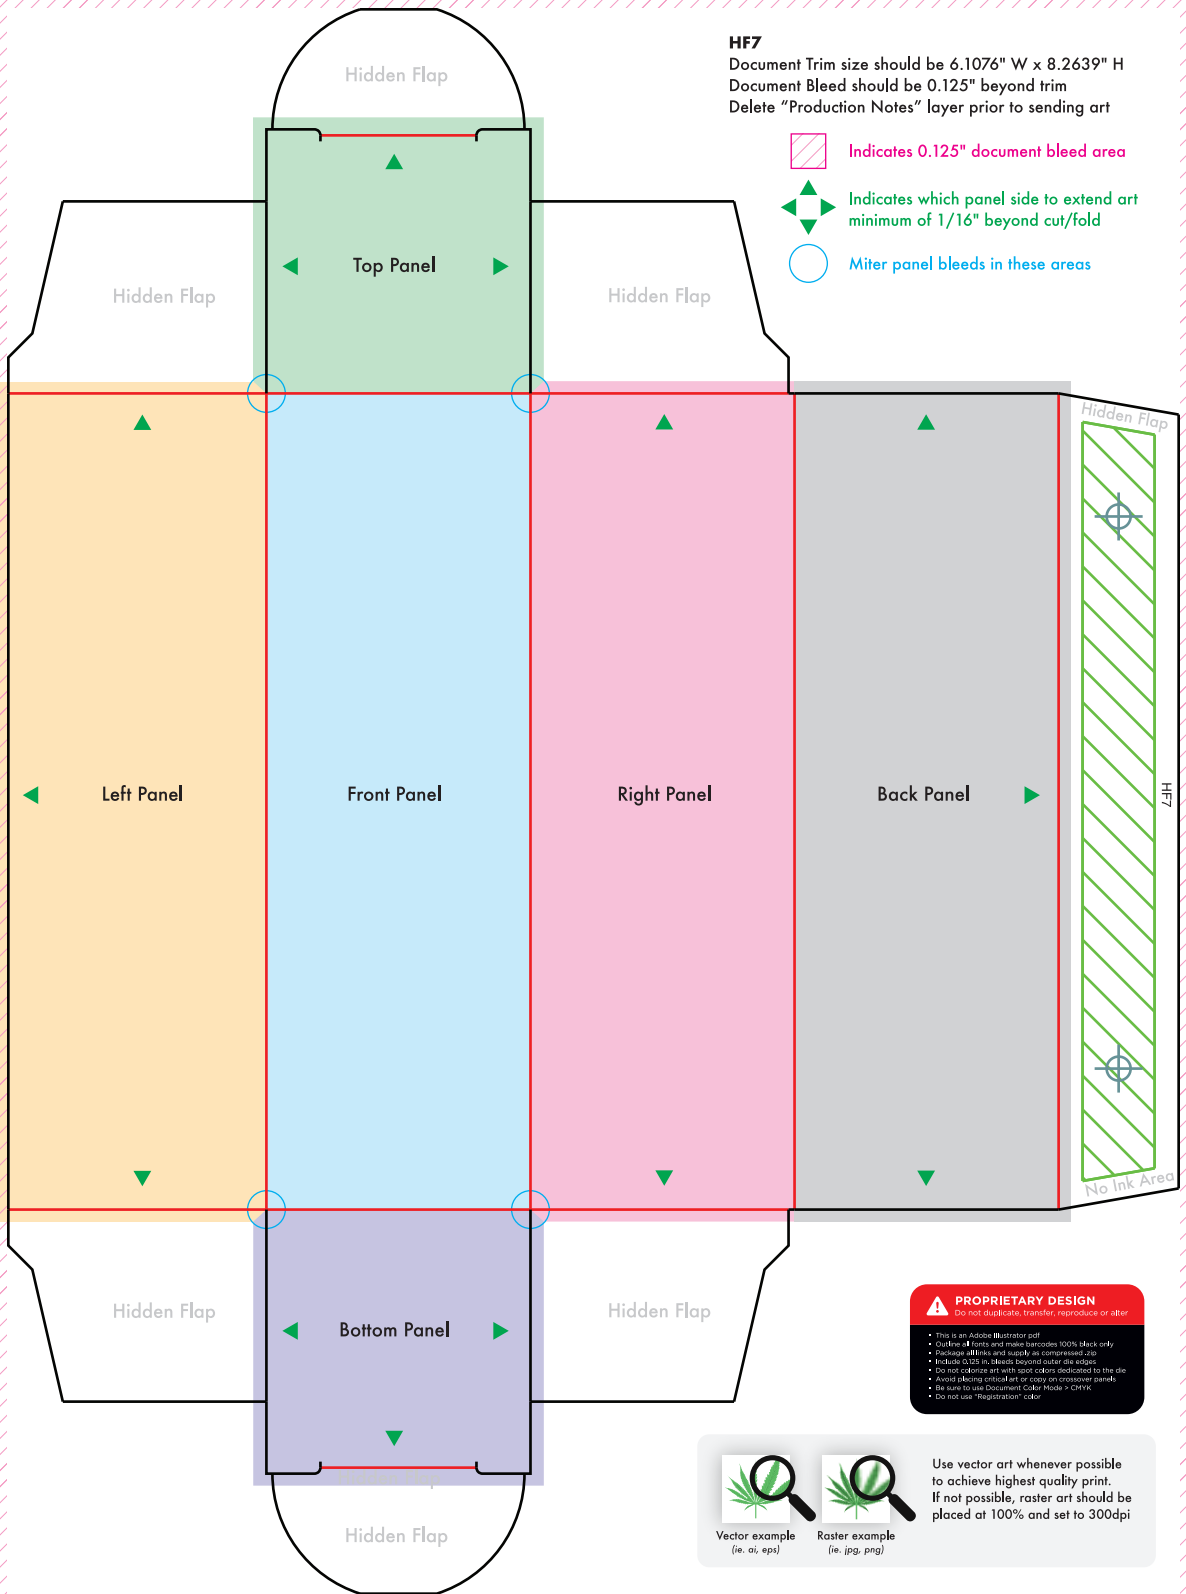 Hidden Flap
HF7
Document Trim size should be 6.1076" W x 8.2639" H
Document Bleed should be 0.125" beyond trim
Delete “Production Notes” layer prior to sending art
Indicates 0.125" document bleed area
Indicates which panel side to extend art
minimum of 1/16" beyond cut/fold
Miter panel bleeds in these areas
Top Panel
Hidden Flap
Hidden Flap
Hidden Flap
Left Panel
Front Panel
Right Panel
Back Panel
HF7
No Ink Area
Hidden Flap
Hidden Flap
Bottom Panel
Hidden Flap
PROPRIETARY DESIGN
Do not duplicate, transfer, reproduce or alter
• This is an Adobe Illustrator pdf
• Outline all fonts and make barcodes 100% black only
• Package all links and supply as compressed .zip
• Include 0.125 in. bleeds beyond outer die edges
• Do not colorize art with spot colors dedicated to the die
• Avoid placing critical art or copy on crossover panels
• Be sure to use Document Color Mode > CMYK
• Do not use "Registration" color
Use vector art whenever possible
to achieve highest quality print.
If not possible, raster art should be
placed at 100% and set to 300dpi
Vector example
(ie. ai, eps)
Raster example
(ie. jpg, png)